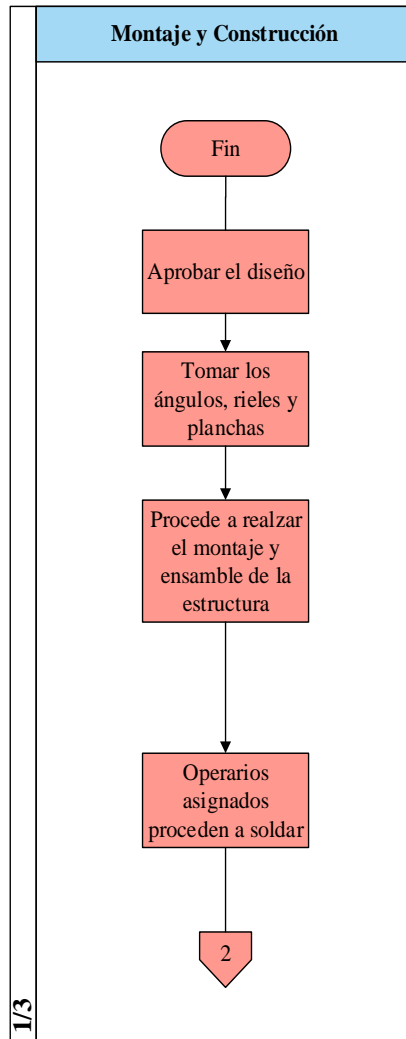 Montaje y Construcción
Fin
Aprobar el diseño
Tomar los
ángulos, rieles y
planchas
Procede a realzar
el montaje y
ensamble de la
estructura
Operarios
asignados
proceden a soldar
2
1/3